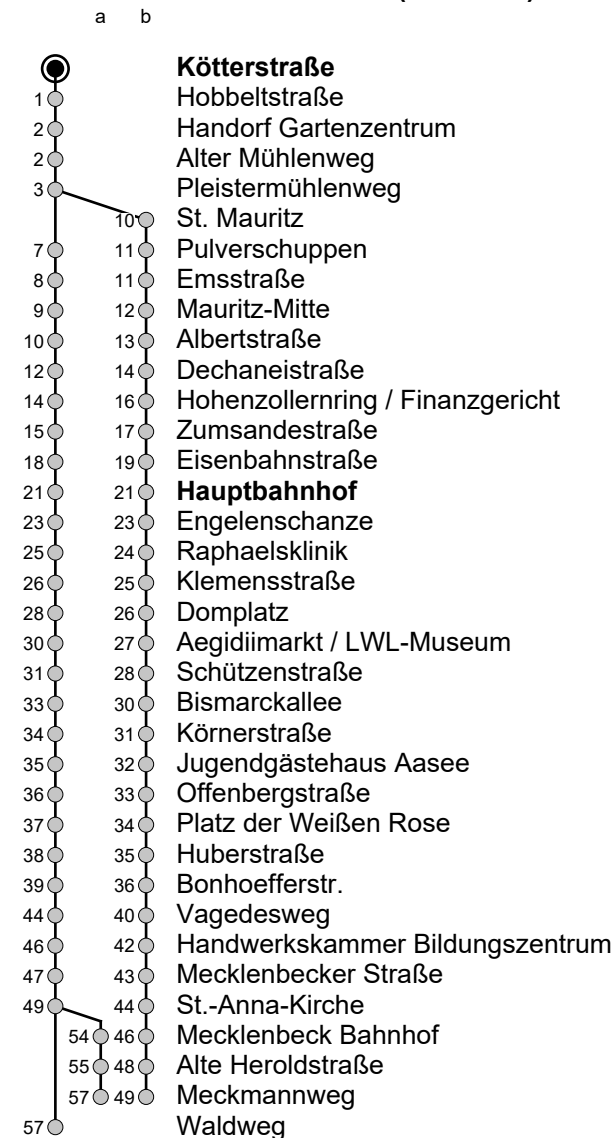 a b
Kötterstraße
1 Hobbeltstraße
2 Handorf Gartenzentrum
2 Alter Mühlenweg
3 Pleistermühlenweg
10 St. Mauritz
7 11 Pulverschuppen
8 11 Emsstraße
9 12 Mauritz-Mitte
10 13 Albertstraße
12 14 Dechaneistraße
14 16 Hohenzollernring / Finanzgericht
15 17 Zumsandestraße
18 19 Eisenbahnstraße
21 21 Hauptbahnhof
23 23 Engelenschanze
25 24 Raphaelsklinik
26 25 Klemensstraße
28 26 Domplatz
30 27 Aegidiimarkt / LWL-Museum
31 28 Schützenstraße
33 30 Bismarckallee
34 31 Körnerstraße
35 32 Jugendgästehaus Aasee
36 33 Offenbergstraße
37 34 Platz der Weißen Rose
38 35 Huberstraße
39 36 Bonhoefferstr.
44 40 Vagedesweg
46 42 Handwerkskammer Bildungszentrum
47 43 Mecklenbecker Straße
49 44 St.-Anna-Kirche
54 46 Mecklenbeck Bahnhof
55 48 Alte Heroldstraße
57 49 Meckmannweg
57 Waldweg